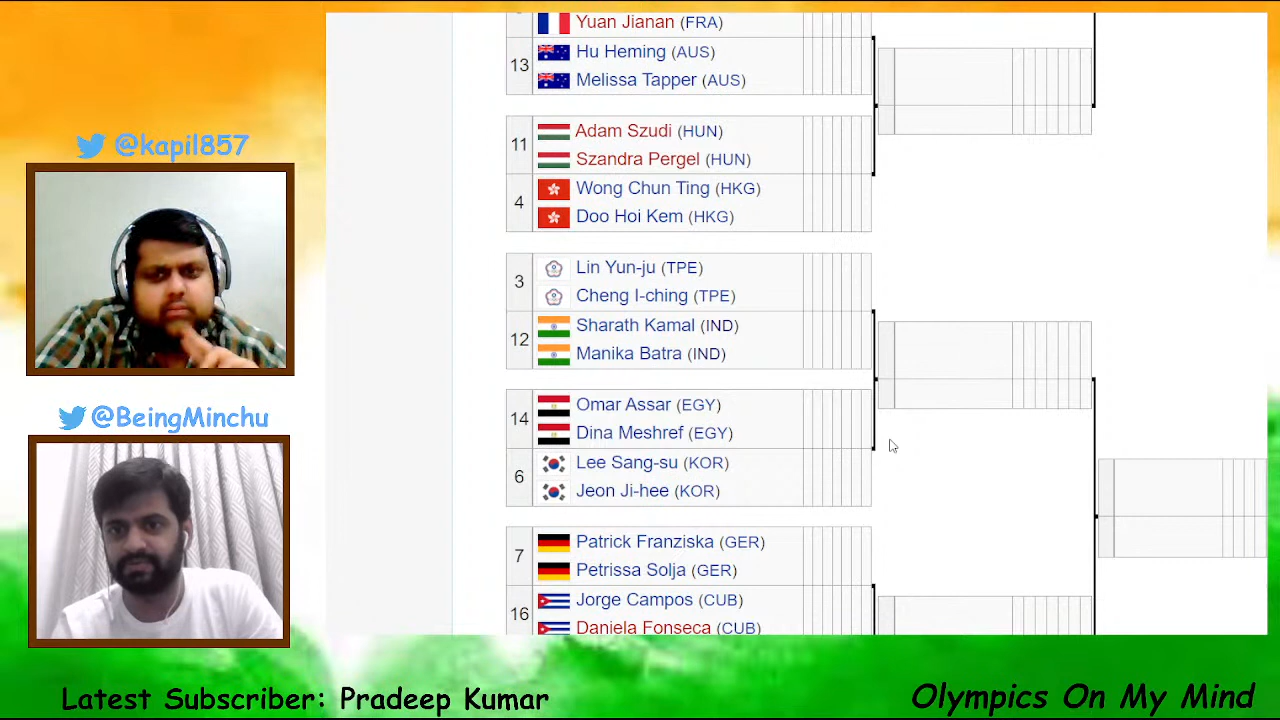 Yuan Jianan (FRA)
13
Hu Heming (AUS)
Melissa Tapper (AUS)
@kapil857
11
Adam Szudi (HUN)
Szandra Pergel (HUN)
4
Wong Chun Ting (HKG)
Doo Hoi Kem (HKG)
3
Lin Yun-ju (TPE)
Cheng I-ching (TPE)
12
Sharath Kamal (IND)
Manika Batra (IND)
@BeingMinchu
14
Omar Assar (EGY)
Dina Meshref (EGY)
6
Lee Sang-su (KOR)
Jeon Ji-hee (KOR)
7
Patrick Franziska (GER)
Petrissa Solja (GER)
16
Jorge Campos (CUB)
Daniela Fonseca (CUB)
Latest Subscriber: Pradeep Kumar
Olympics On My Mind